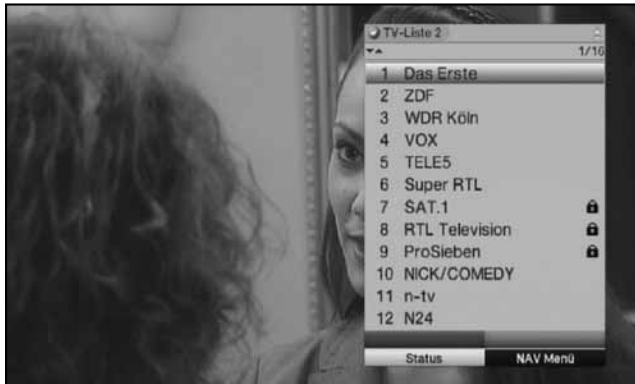 TV-Liste 2
1/16
1 Das Erste
2 ZDF
3 WDR Köln
4 VOX
5 TELE5
6 Super RTL
7 SAT.1
8 RTL Television
9 ProSieben
10 NICK/COMEDY
11 n-tv
12 N24
Status NAV Menü